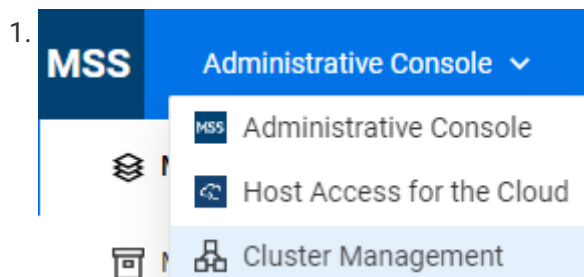 1.
MSS Administrative Console
MSS Administrative Console
Host Access for the Cloud
Cluster Management